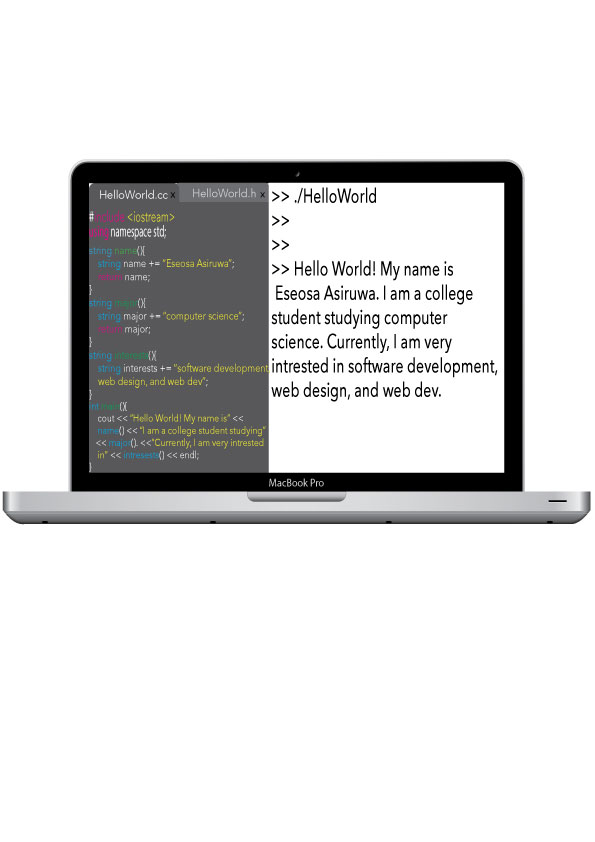 HelloWorld.cc x HelloWorld.h x
# <iostream>
namespace std;
string name(){
string name += "Eseosa Asiruwa";
name;
}
string major(){
string major += "computer science";
major;
}
string interests(){
string interests += "software development
web design, and web dev";
}
int main(){
cout << "Hello World! My name is" <<
name() << "I am a college student studying"
<< major(). <<"Currently, I am very intrested
in" << intresests() << endl;
}
>> ./HelloWorld
>>
>>
>> Hello World! My name is
Eseosa Asiruwa. I am a college
student studying computer
science. Currently, I am very
intrested in software development,
web design, and web dev.
MacBook Pro